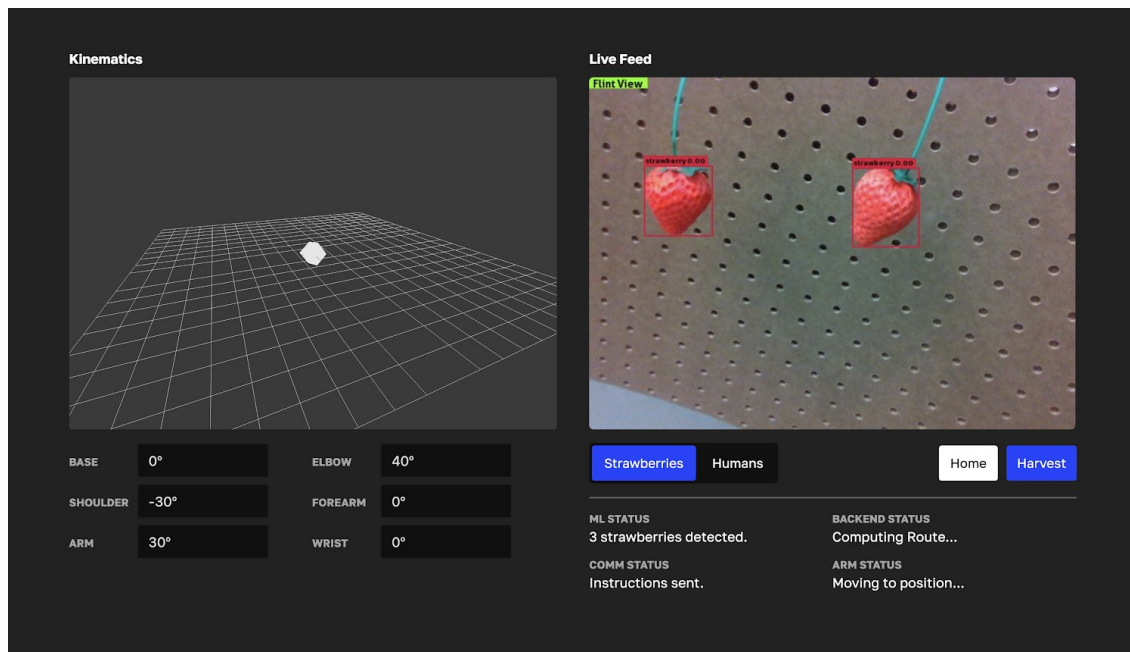 Kinematics
Live Feed
Flint View
strawberry 0.00
strawberry 0.00
BASE 0° ELBOW 40°
SHOULDER -30° FOREARM 0°
ARM 30° WRIST 0°
Strawberries Humans Home Harvest
ML STATUS BACKEND STATUS
3 strawberries detected. Computing Route...
COMM STATUS ARM STATUS
Instructions sent. Moving to position...